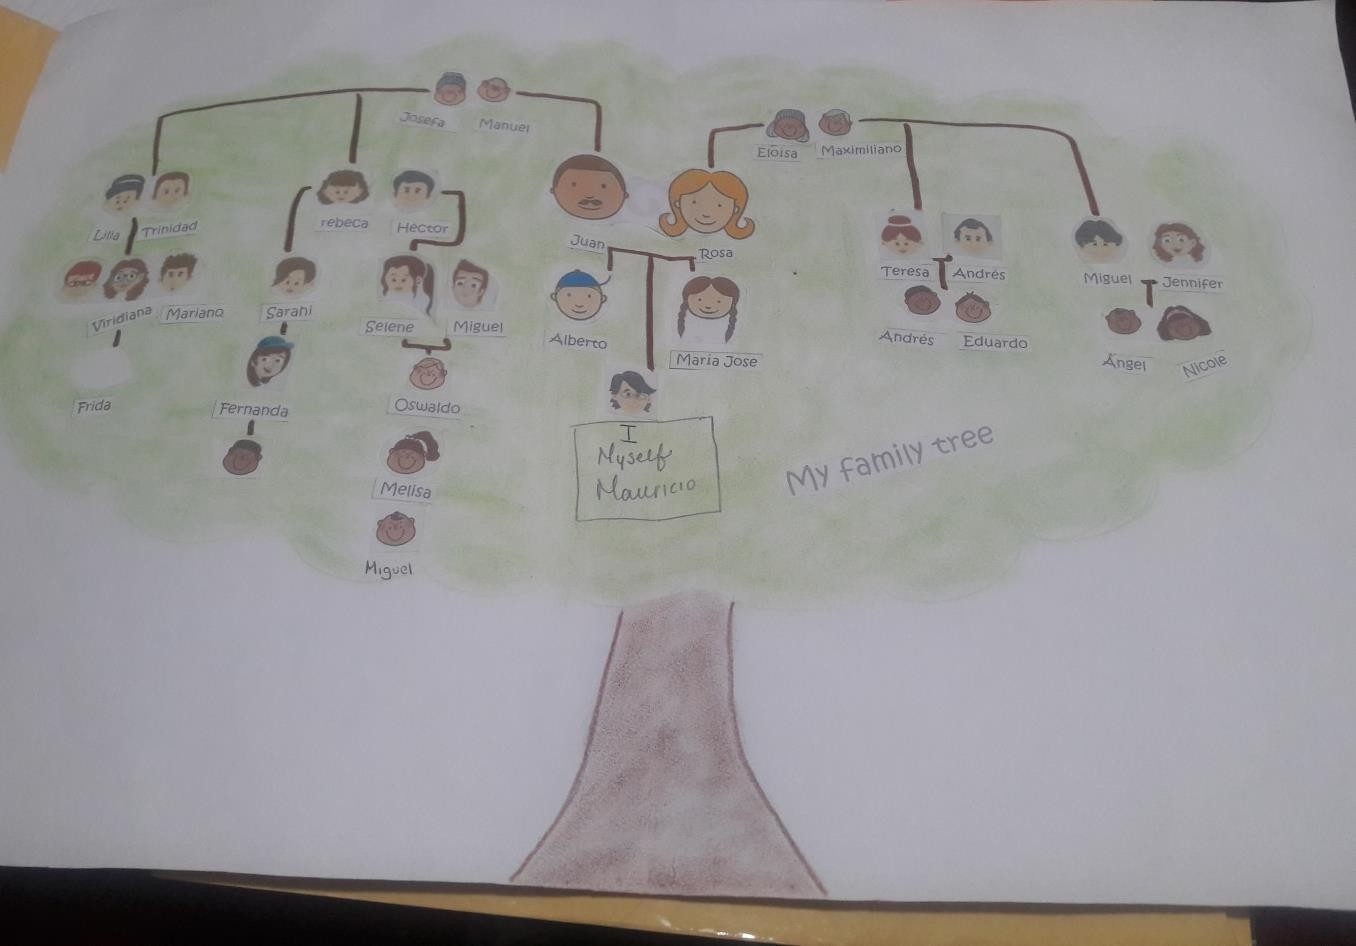 Josefa Manuel
Eloisa Maximiliano
Lilia Trinidad
rebeca Héctor
Juan Rosa
Teresa Andrés
Miguel Jennifer
Viridiana Mariano
Sarahi
Selene Miguel
Alberto
Maria Jose
Andrés Eduardo
Ángel Nicole
Frida
Fernanda
Oswaldo
Melisa
Miguel
I
Myself
Mauricio
My family tree